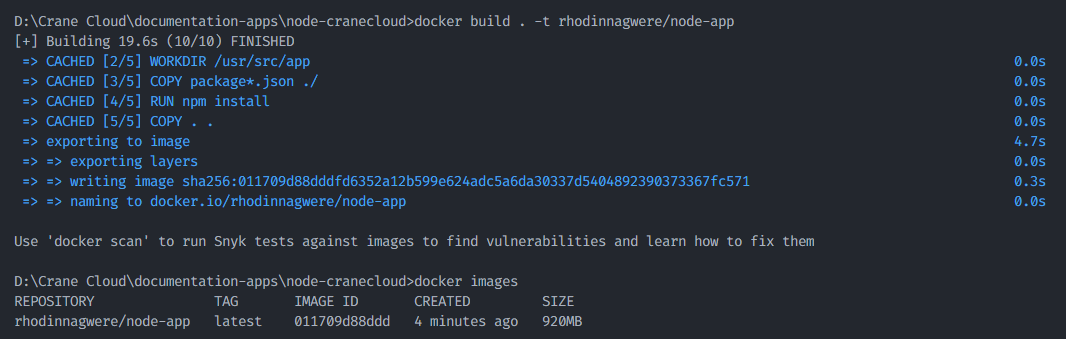 D:\Crane Cloud\documentation-apps\node-cranecloud>docker build . -t rhodinnagwere/node-app
[+] Building 19.6s (10/10) FINISHED
=> CACHED [2/5] WORKDIR /usr/src/app 0.0s
=> CACHED [3/5] COPY package*.json ./ 0.0s
=> CACHED [4/5] RUN npm install 0.0s
=> CACHED [5/5] COPY . . 0.0s
=> exporting to image 4.7s
=> => exporting layers 0.0s
=> => writing image sha256:011709d88dddfd6352a12b599e624adc5a6da30337d5404892390373367fc571 0.3s
=> => naming to docker.io/rhodinnagwere/node-app 0.0s
Use 'docker scan' to run Snyk tests against images to find vulnerabilities and learn how to fix them
D:\Crane Cloud\documentation-apps\node-cranecloud>docker images
REPOSITORY TAG IMAGE ID CREATED SIZE
rhodinnagwere/node-app latest 011709d88ddd 4 minutes ago 920MB